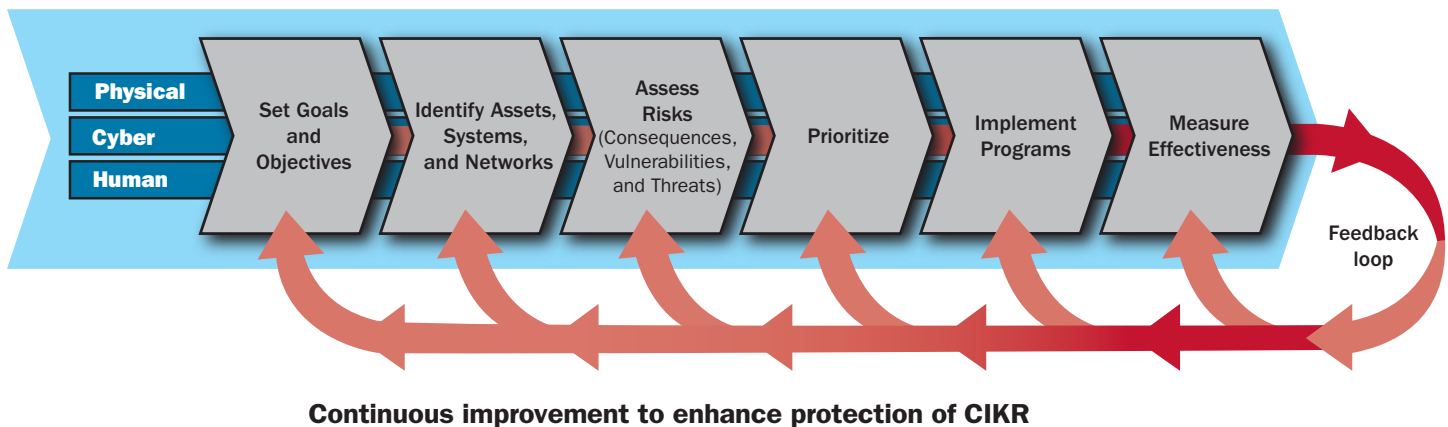 Physical
Cyber
Human
Set Goals
and
Objectives
Identify Assets,
Systems,
and Networks
Assess
Risks
(Consequences,
Vulnerabilities,
and Threats)
Prioritize
Implement
Programs
Measure
Effectiveness
Feedback
loop
Continuous improvement to enhance protection of CIKR